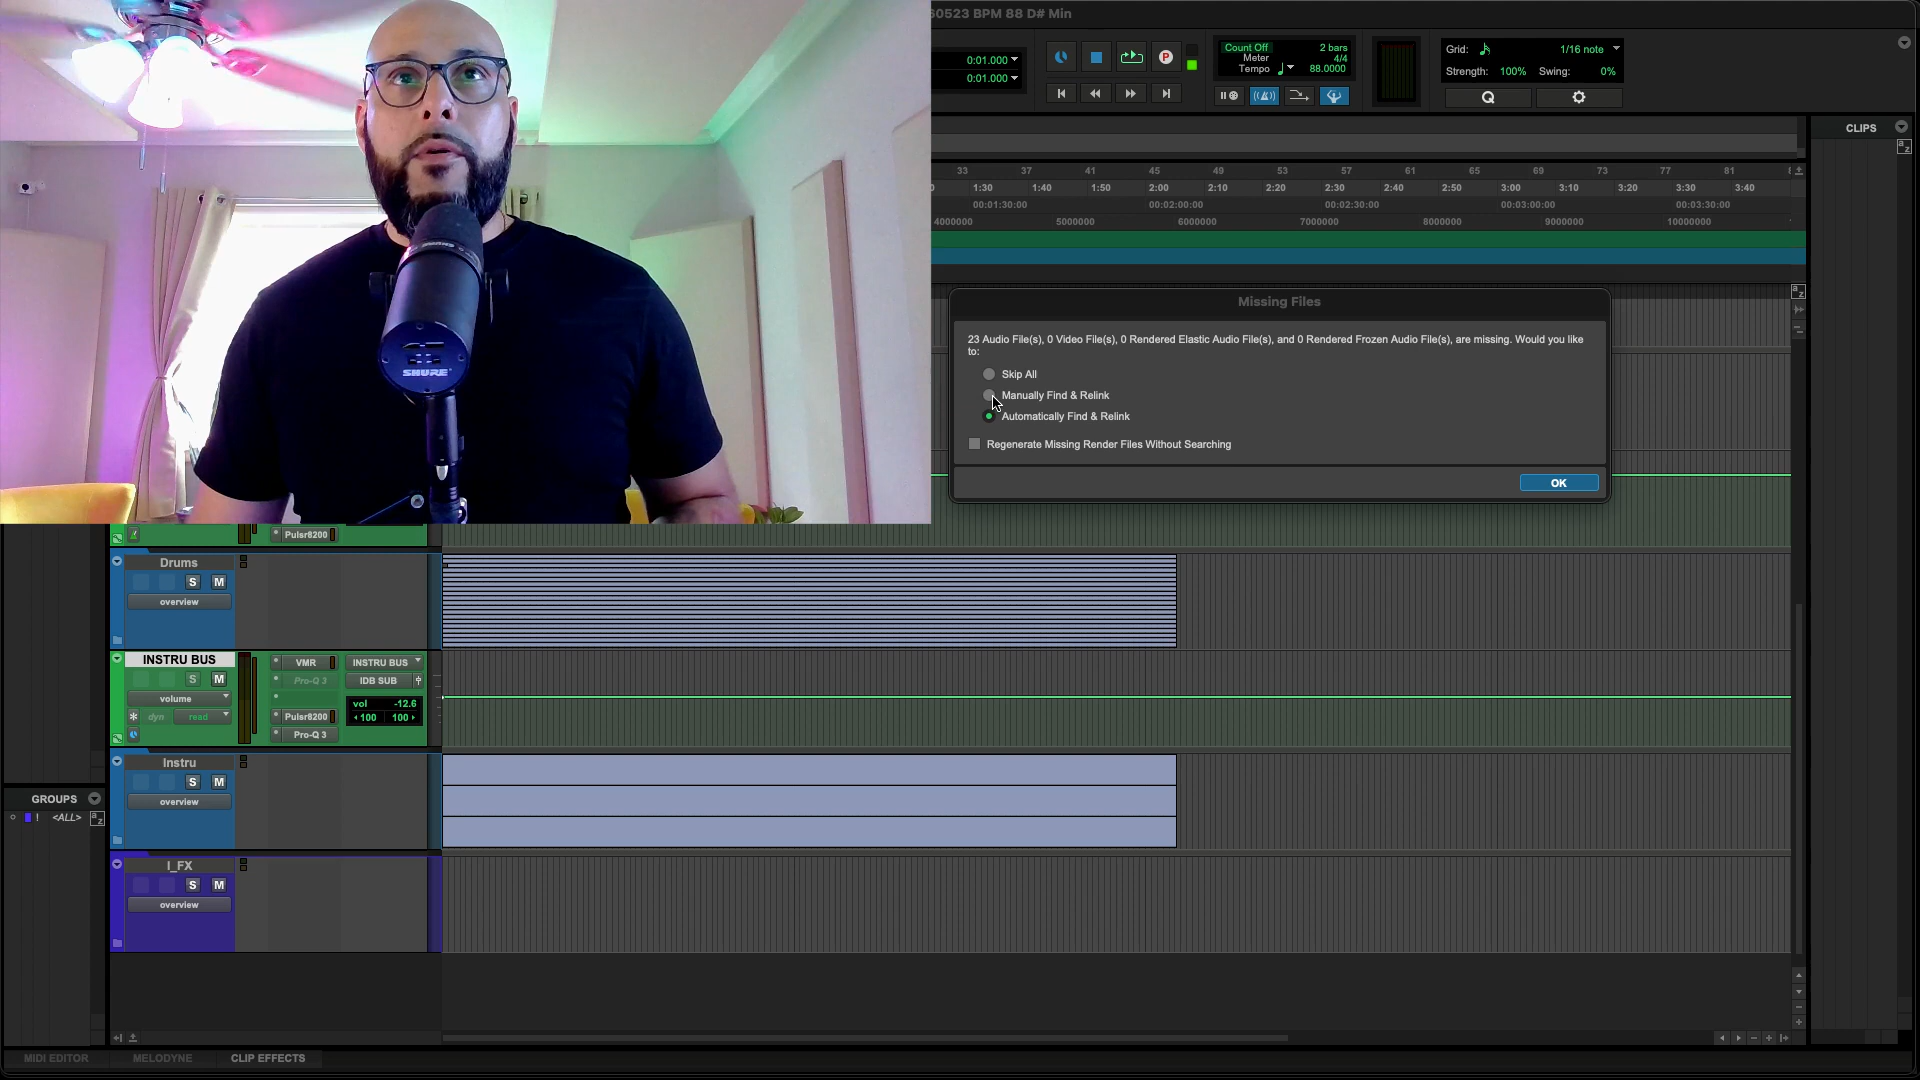 60523 BPM 88 D# Min
0:01.000
0:01.000
Count Off 2 bars
Meter 4/4
Tempo 88.0000
Grid: 1/16 note
Strength: 100% Swing: 0%
Q
CLIPS
a z
33 37 41 45 49 53 57 61 65 69 73 77 81
0 1:30 1:40 1:50 2:00 2:10 2:20 2:30 2:40 2:50 3:00 3:10 3:20 3:30 3:40
00:01:30:00 00:02:00:00 00:02:30:00 00:03:00:00 00:03:30:00
4000000 5000000 6000000 7000000 8000000 9000000 10000000
a z
Missing Files
23 Audio File(s), 0 Video File(s), 0 Rendered Elastic Audio File(s), and 0 Rendered Frozen Audio File(s), are missing. Would you like
to:
Skip All
Manually Find & Relink
Automatically Find & Relink
Regenerate Missing Render Files Without Searching
OK
SHURE
Pulsr8200
Drums
S M
overview
INSTRU BUS VMR INSTRU BUS
S M Pro-Q 3 IDB SUB
volume vol -12.6
dyn read Pulsr8200 100 100
Pro-Q 3
Instru
S M
overview
GROUPS
! <ALL> a z
I_FX
S M
overview
MIDI EDITOR MELODYNE CLIP EFFECTS